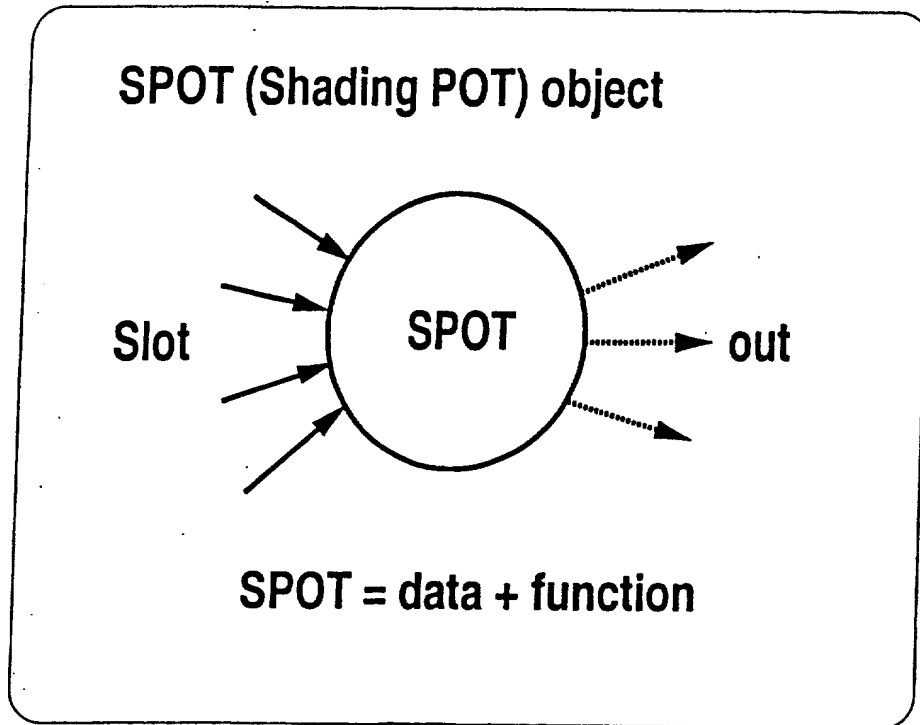 SPOT (Shading POT) object
Slot
SPOT
out
SPOT = data + function